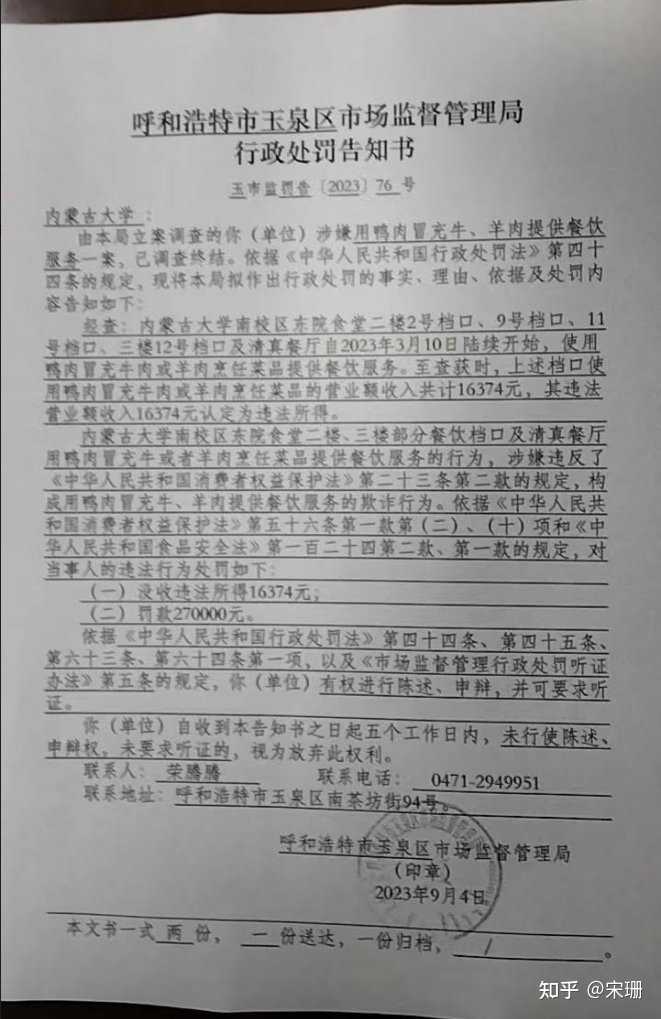 呼和浩特市玉泉区市场监督管理局
行政处罚告知书
玉市监罚告〔2023〕76 号
内蒙古大学 :
由本局立案调查的你（单位）涉嫌用鸭肉冒充牛、羊肉提供餐饮
服务一案，已调查终结。依据《中华人民共和国行政处罚法》第四十
四条的规定，现将本局拟作出行政处罚的事实、理由、依据及处罚内
容告知如下：
经查：内蒙古大学南校区东院食堂二楼2号档口、9号档口、11
号档口、三楼12号档口及清真餐厅自2023年3月10日陆续开始，使用
鸭肉冒充牛肉或羊肉烹饪菜品提供餐饮服务。至查获时，上述档口使
用鸭肉冒充牛肉或羊肉烹饪菜品的营业额收入共计16374元，其违法
营业额收入16374元认定为违法所得。
内蒙古大学南校区东院食堂二楼、三楼部分餐饮档口及清真餐厅
用鸭肉冒充牛肉或者羊肉烹饪菜品提供餐饮服务的行为，涉嫌违反了
《中华人民共和国消费者权益保护法》第二十三条第二款的规定，构
成用鸭肉冒充牛、羊肉提供餐饮服务的欺诈行为。依据《中华人民共
和国消费者权益保护法》第五十六条第一款第（二）、（十）项和《中
华人民共和国食品安全法》第一百二十四第二款、第一款的规定，对
当事人的违法行为处罚如下：
（一）没收违法所得16374元；
（二）罚款270000元。
依据《中华人民共和国行政处罚法》第四十四条、第四十五条、
第六十三条、第六十四条第一项，以及《市场监督管理行政处罚听证
办法》第五条的规定，你（单位）有权进行陈述、申辩，并可要求听
证。
你（单位）自收到本告知书之日起五个工作日内，未行使陈述、
申辩权，未要求听证的，视为放弃此权利。
联系人： 荣腾腾 联系电话： 0471-2949951
联系地址：呼和浩特市玉泉区南茶坊街94号。
呼和浩特市玉泉区市场监督管理局
（印章）
2023年9月4日
本文书一式 两 份， 一 份送达，一份归档， / 。
知乎 @宋珊